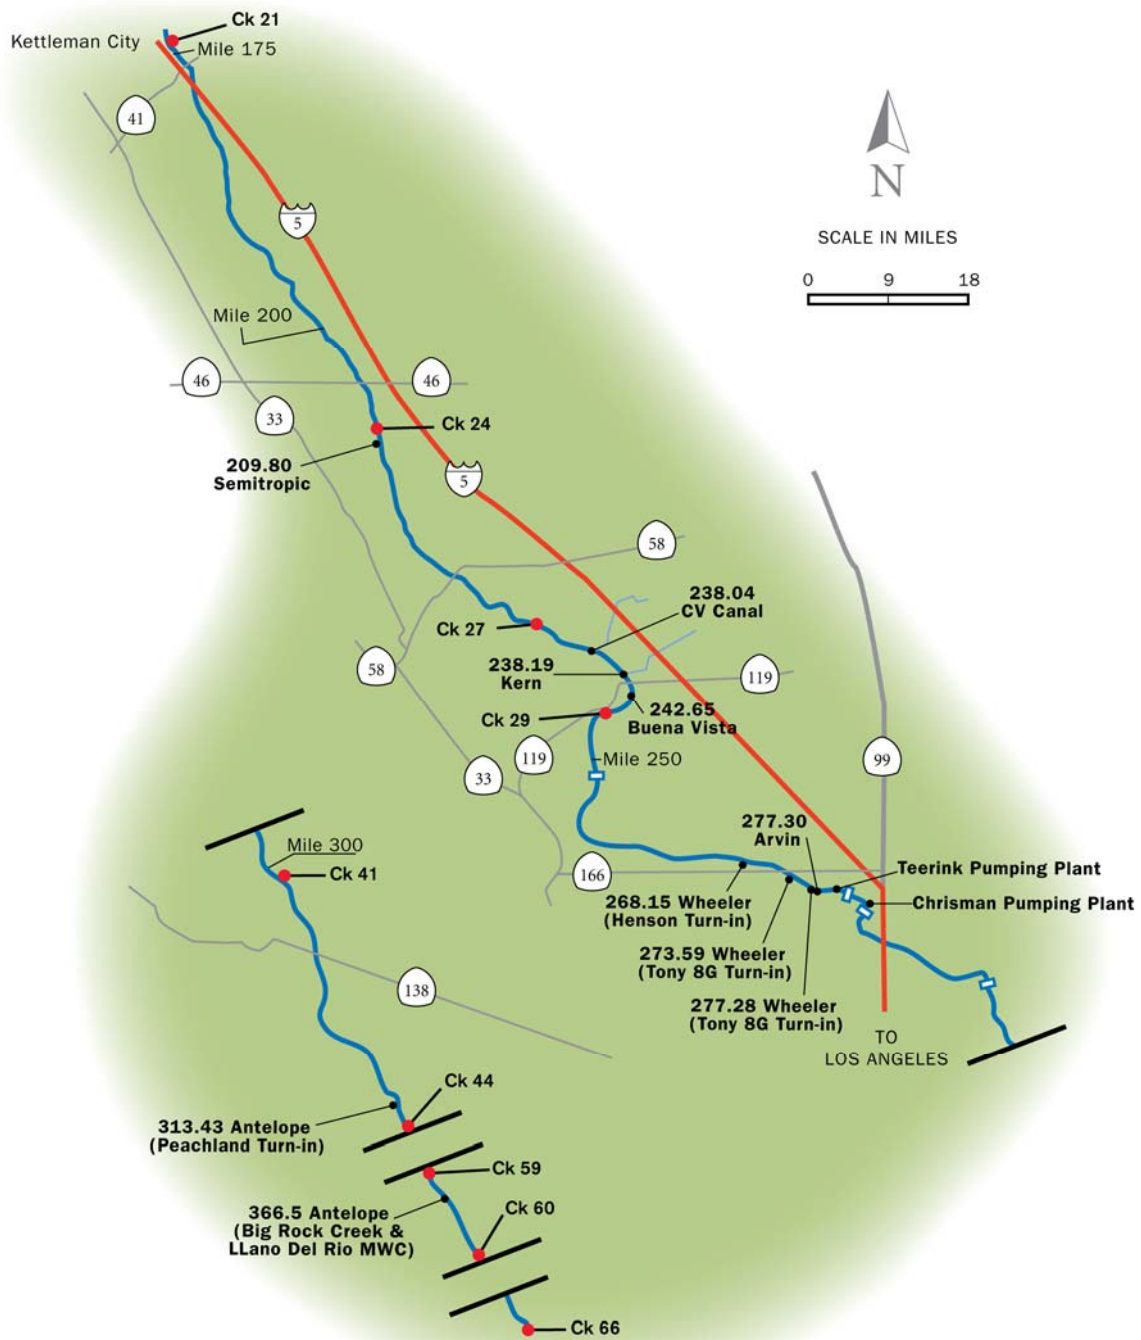 Ck 21
Kettleman City
Mile 175
41
5
N
SCALE IN MILES
0 9 18
Mile 200
46
46
33
Ck 24
209.80
Semitropic
5
58
238.04
CV Canal
Ck 27
58
238.19
Kern
119
242.65
Buena Vista
Ck 29
119
Mile 250
33
99
277.30
Arvin
Mile 300
Ck 41
166
Teerink Pumping Plant
268.15 Wheeler
(Henson Turn-in)
Chrisman Pumping Plant
273.59 Wheeler
(Tony 8G Turn-in)
138
277.28 Wheeler
(Tony 8G Turn-in)
TO
LOS ANGELES
Ck 44
313.43 Antelope
(Peachland Turn-in)
Ck 59
366.5 Antelope
(Big Rock Creek &
LLano Del Rio MWC)
Ck 60
Ck 66